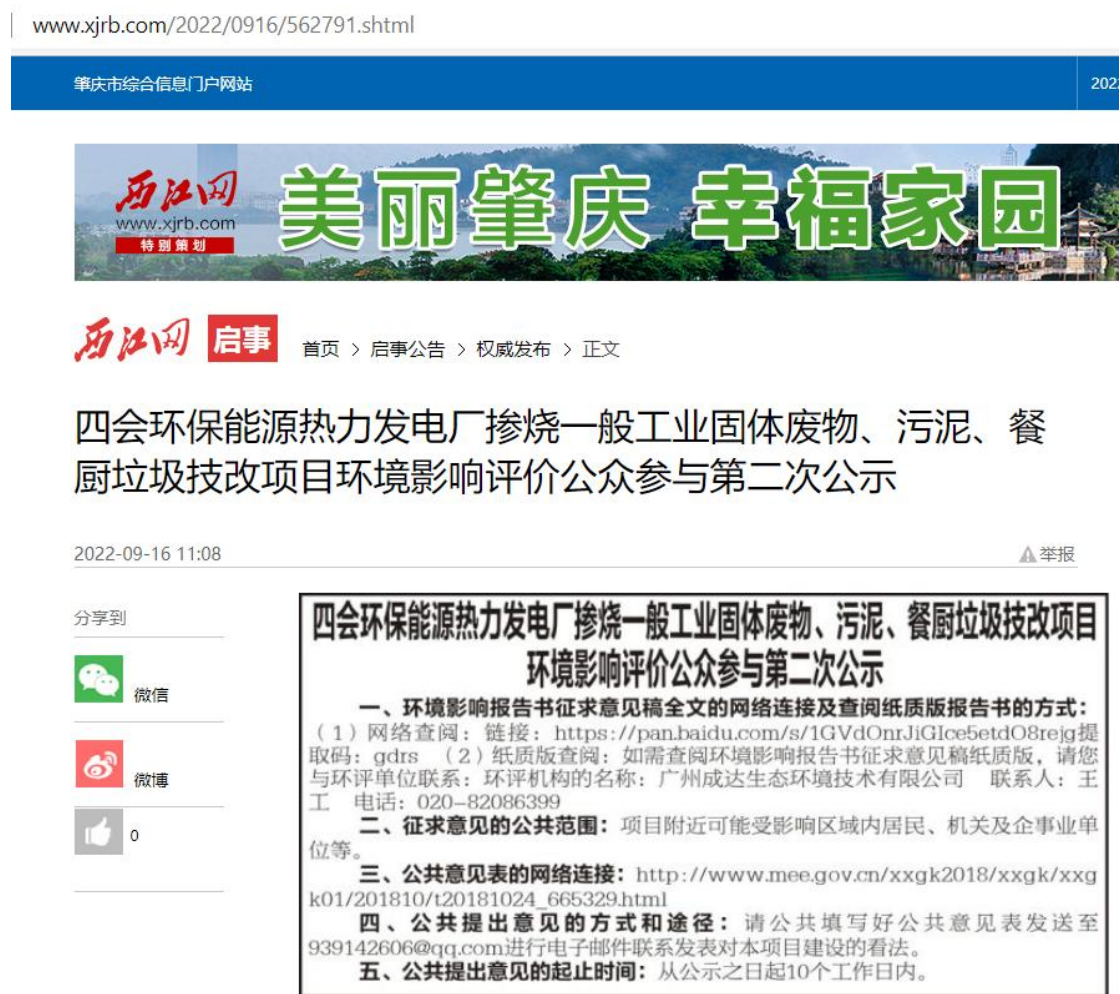 www.xjrb.com/2022/0916/562791.shtml
肇庆市综合信息门户网站
202
西江网
www.xjrb.com
特别策划
美丽肇庆 幸福家园
西江网 启事 首页 > 启事公告 > 权威发布 > 正文
四会环保能源热力发电厂掺烧一般工业固体废物、污泥、餐
厨垃圾技改项目环境影响评价公众参与第二次公示
2022-09-16 11:08
举报
分享到
微信
微博
0
四会环保能源热力发电厂掺烧一般工业固体废物、污泥、餐厨垃圾技改项目
环境影响评价公众参与第二次公示
一、环境影响报告书征求意见稿全文的网络连接及查阅纸质版报告书的方式：
（1）网络查阅：链接：https://pan.baidu.com/s/1GVdOnrJiGIce5etdO8rejg提
取码：gdrs （2）纸质版查阅：如需查阅环境影响报告书征求意见稿纸质版，请您
与环评单位联系：环评机构的名称：广州成达生态环境技术有限公司 联系人：王
工 电话：020-82086399
二、征求意见的公共范围：项目附近可能受影响区域内居民、机关及企事业单
位等。
三、公共意见表的网络连接：http://www.mee.gov.cn/xxgk2018/xxgk/xxg
k01/201810/t20181024_665329.html
四、公共提出意见的方式和途径：请公共填写好公共意见表发送至
939142606@qq.com进行电子邮件联系发表对本项目建设的看法。
五、公共提出意见的起止时间：从公示之日起10个工作日内。